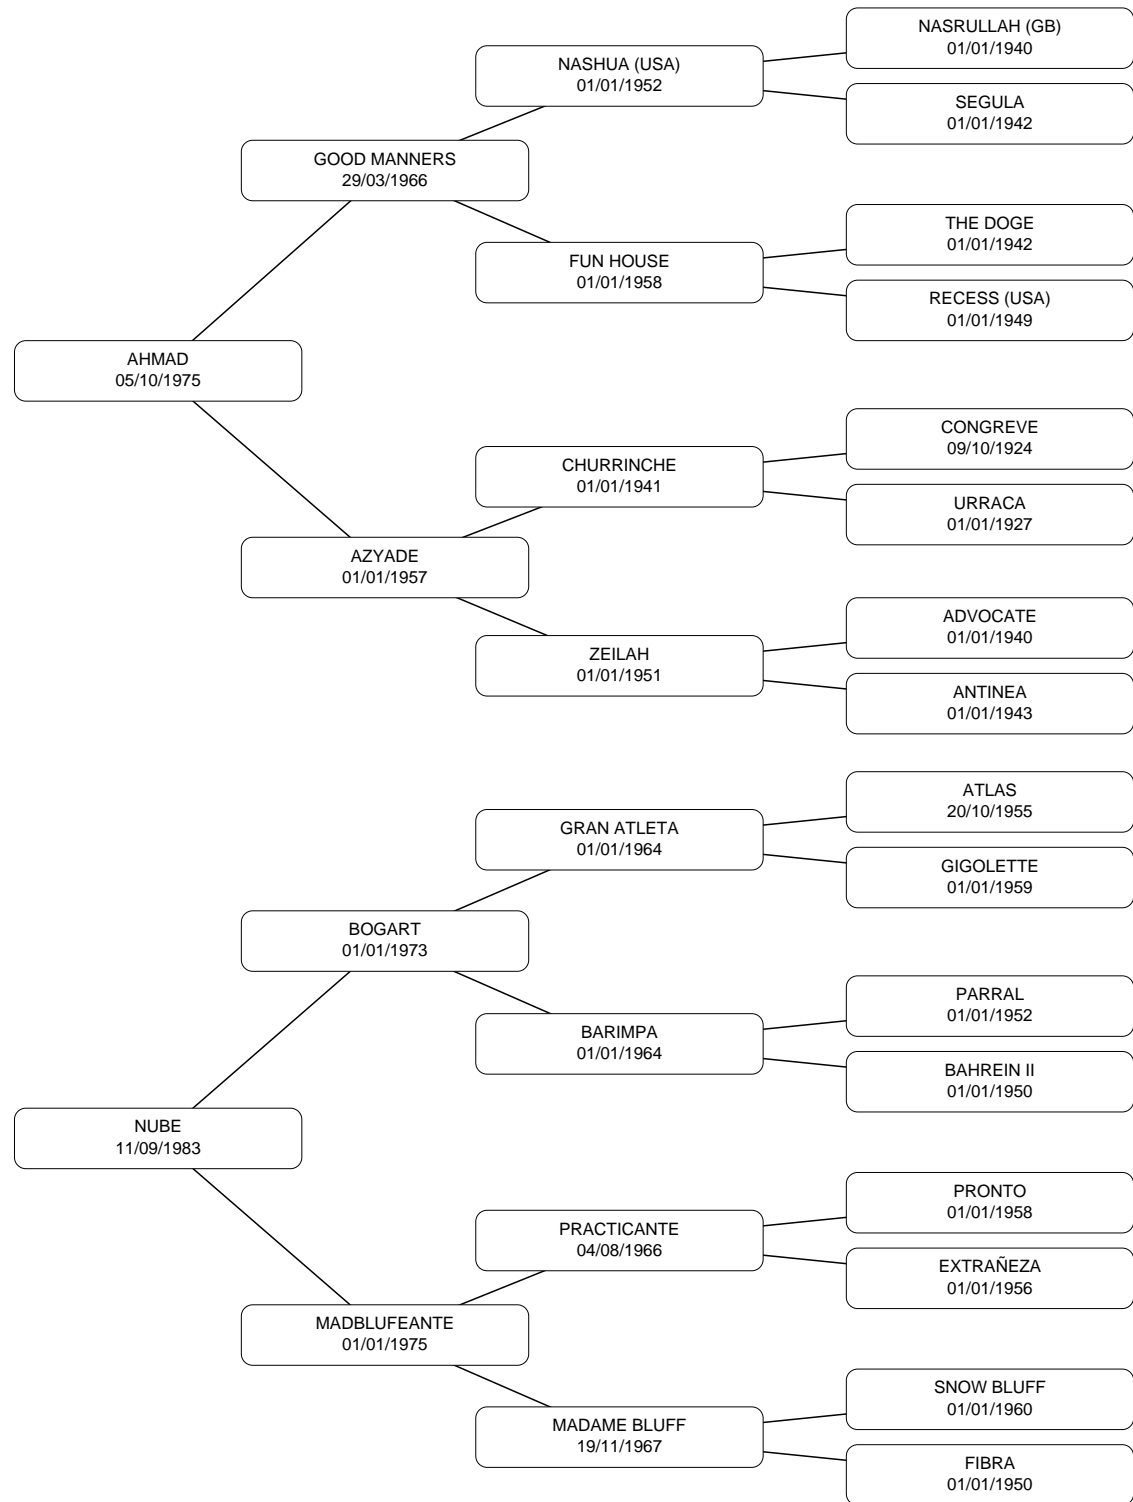 NASRULLAH (GB)
01/01/1940
NASHUA (USA)
01/01/1952
SEGULA
01/01/1942
GOOD MANNERS
29/03/1966
THE DOGE
01/01/1942
FUN HOUSE
01/01/1958
RECESS (USA)
01/01/1949
AHMAD
05/10/1975
CONGREVE
09/10/1924
CHURRINCHE
01/01/1941
URRACA
01/01/1927
AZYADE
01/01/1957
ADVOCATE
01/01/1940
ZEILAH
01/01/1951
ANTINEA
01/01/1943
ATLAS
20/10/1955
GRAN ATLETA
01/01/1964
GIGOLETTE
01/01/1959
BOGART
01/01/1973
PARRAL
01/01/1952
BARIMPA
01/01/1964
BAHREIN II
01/01/1950
NUBE
11/09/1983
PRONTO
01/01/1958
PRACTICANTE
04/08/1966
EXTRAÑEZA
01/01/1956
MADBLUFEANTE
01/01/1975
SNOW BLUFF
01/01/1960
MADAME BLUFF
19/11/1967
FIBRA
01/01/1950